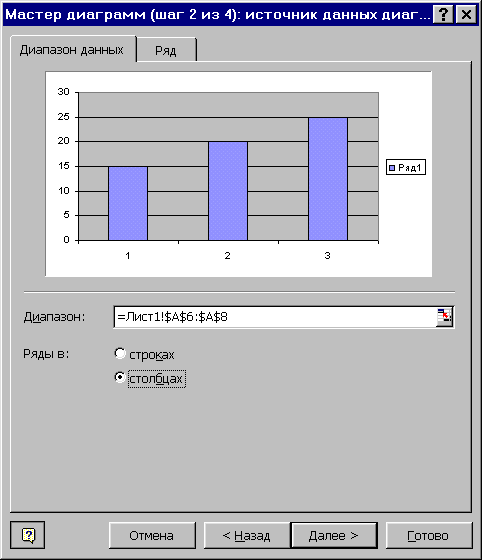 Мастер диаграмм (шаг 2 из 4): источник данных диаг...
Диапазон данных
Ряд
30
25
20
15
10
5
0
1
2
3
Ряд1
Диапазон:
=Лист1!$A$6:$A$8
Ряды в:
строках
столбцах
Отмена
< Назад
Далее >
Готово